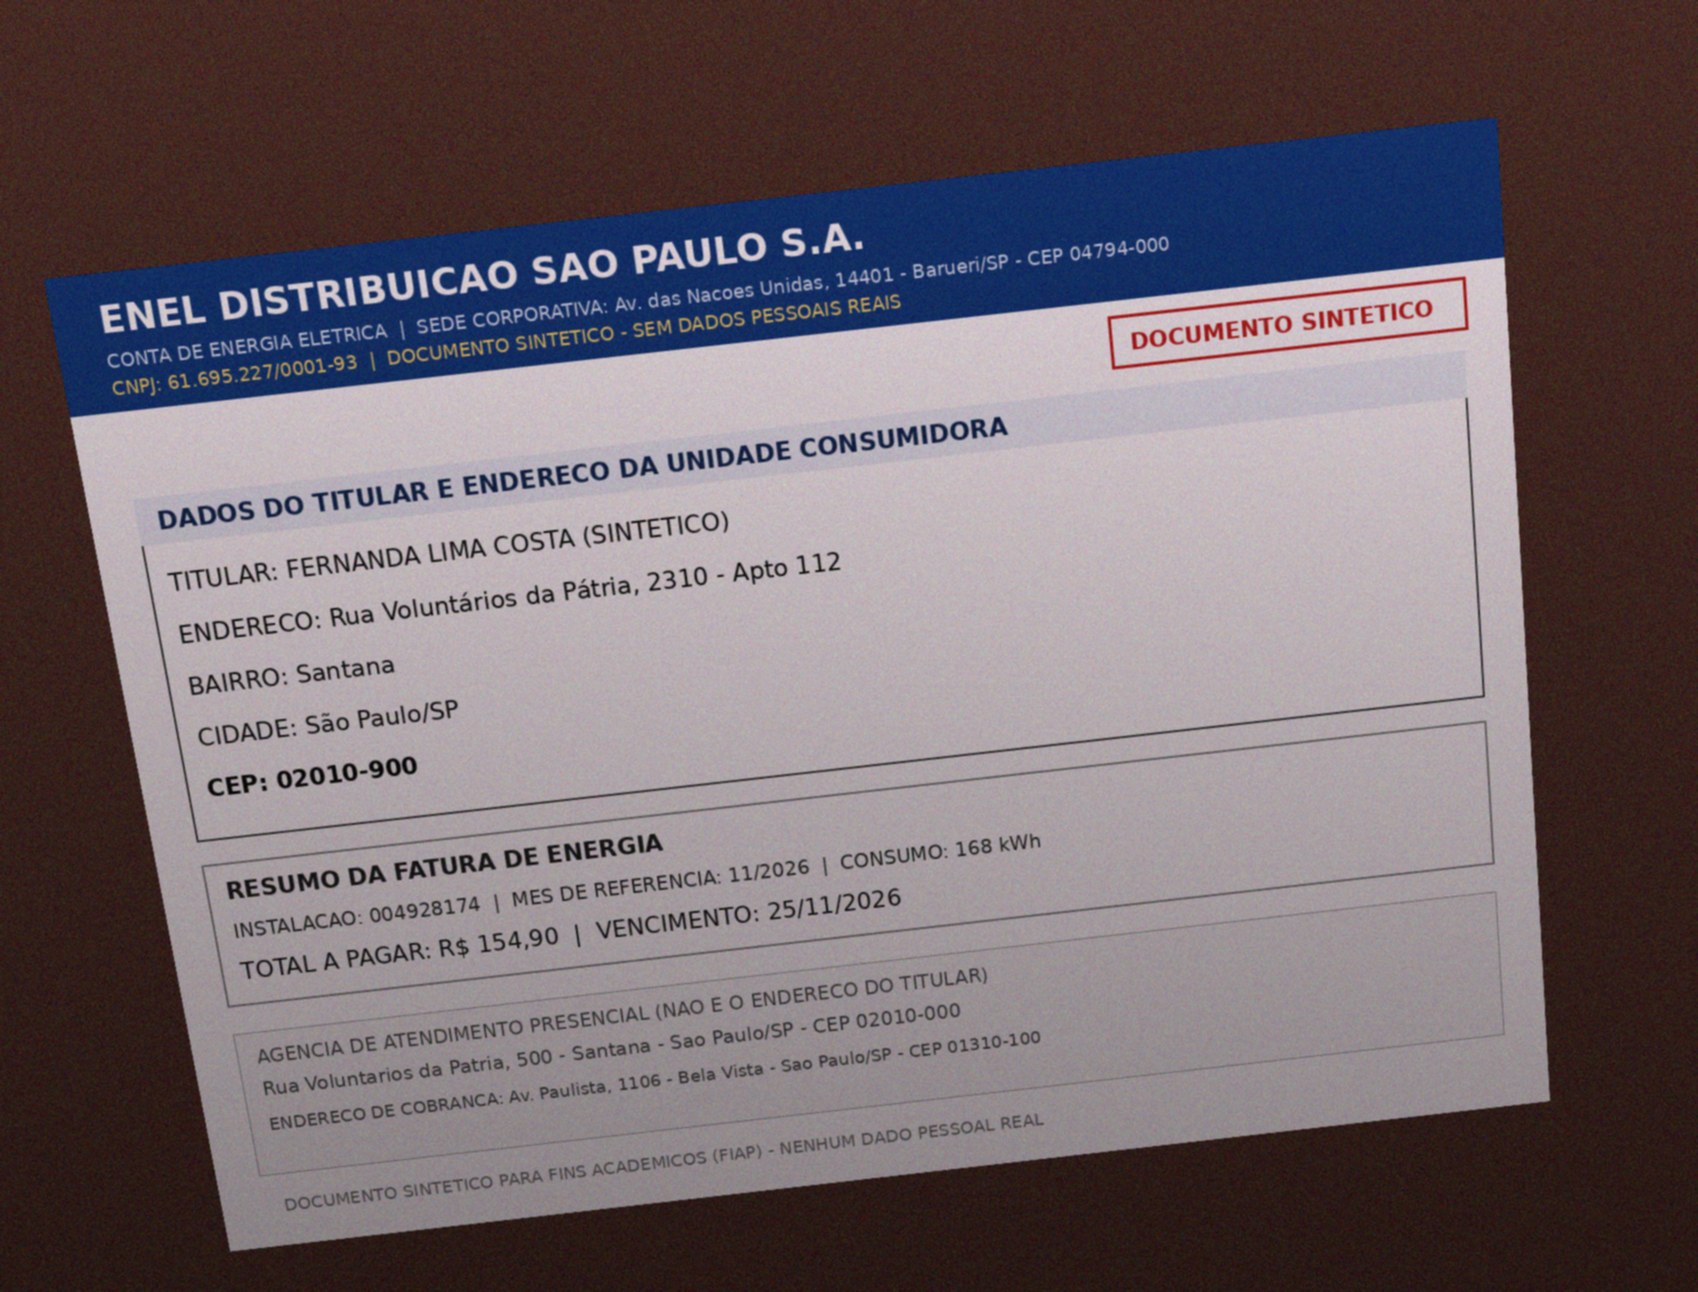 ENEL DISTRIBUICAO SAO PAULO S.A.
CONTA DE ENERGIA ELETRICA | SEDE CORPORATIVA: Av. das Nacoes Unidas, 14401 - Barueri/SP - CEP 04794-000
CNPJ: 61.695.227/0001-93 | DOCUMENTO SINTETICO - SEM DADOS PESSOAIS REAIS
DOCUMENTO SINTETICO
DADOS DO TITULAR E ENDERECO DA UNIDADE CONSUMIDORA
TITULAR: FERNANDA LIMA COSTA (SINTETICO)
ENDERECO: Rua Voluntários da Pátria, 2310 - Apto 112
BAIRRO: Santana
CIDADE: São Paulo/SP
CEP: 02010-900
RESUMO DA FATURA DE ENERGIA
INSTALACAO: 004928174 | MES DE REFERENCIA: 11/2026 | CONSUMO: 168 kWh
TOTAL A PAGAR: R$ 154,90 | VENCIMENTO: 25/11/2026
AGENCIA DE ATENDIMENTO PRESENCIAL (NAO E O ENDERECO DO TITULAR)
Rua Voluntarios da Patria, 500 - Santana - Sao Paulo/SP - CEP 02010-000
ENDERECO DE COBRANCA: Av. Paulista, 1106 - Bela Vista - Sao Paulo/SP - CEP 01310-100
DOCUMENTO SINTETICO PARA FINS ACADEMICOS (FIAP) - NENHUM DADO PESSOAL REAL